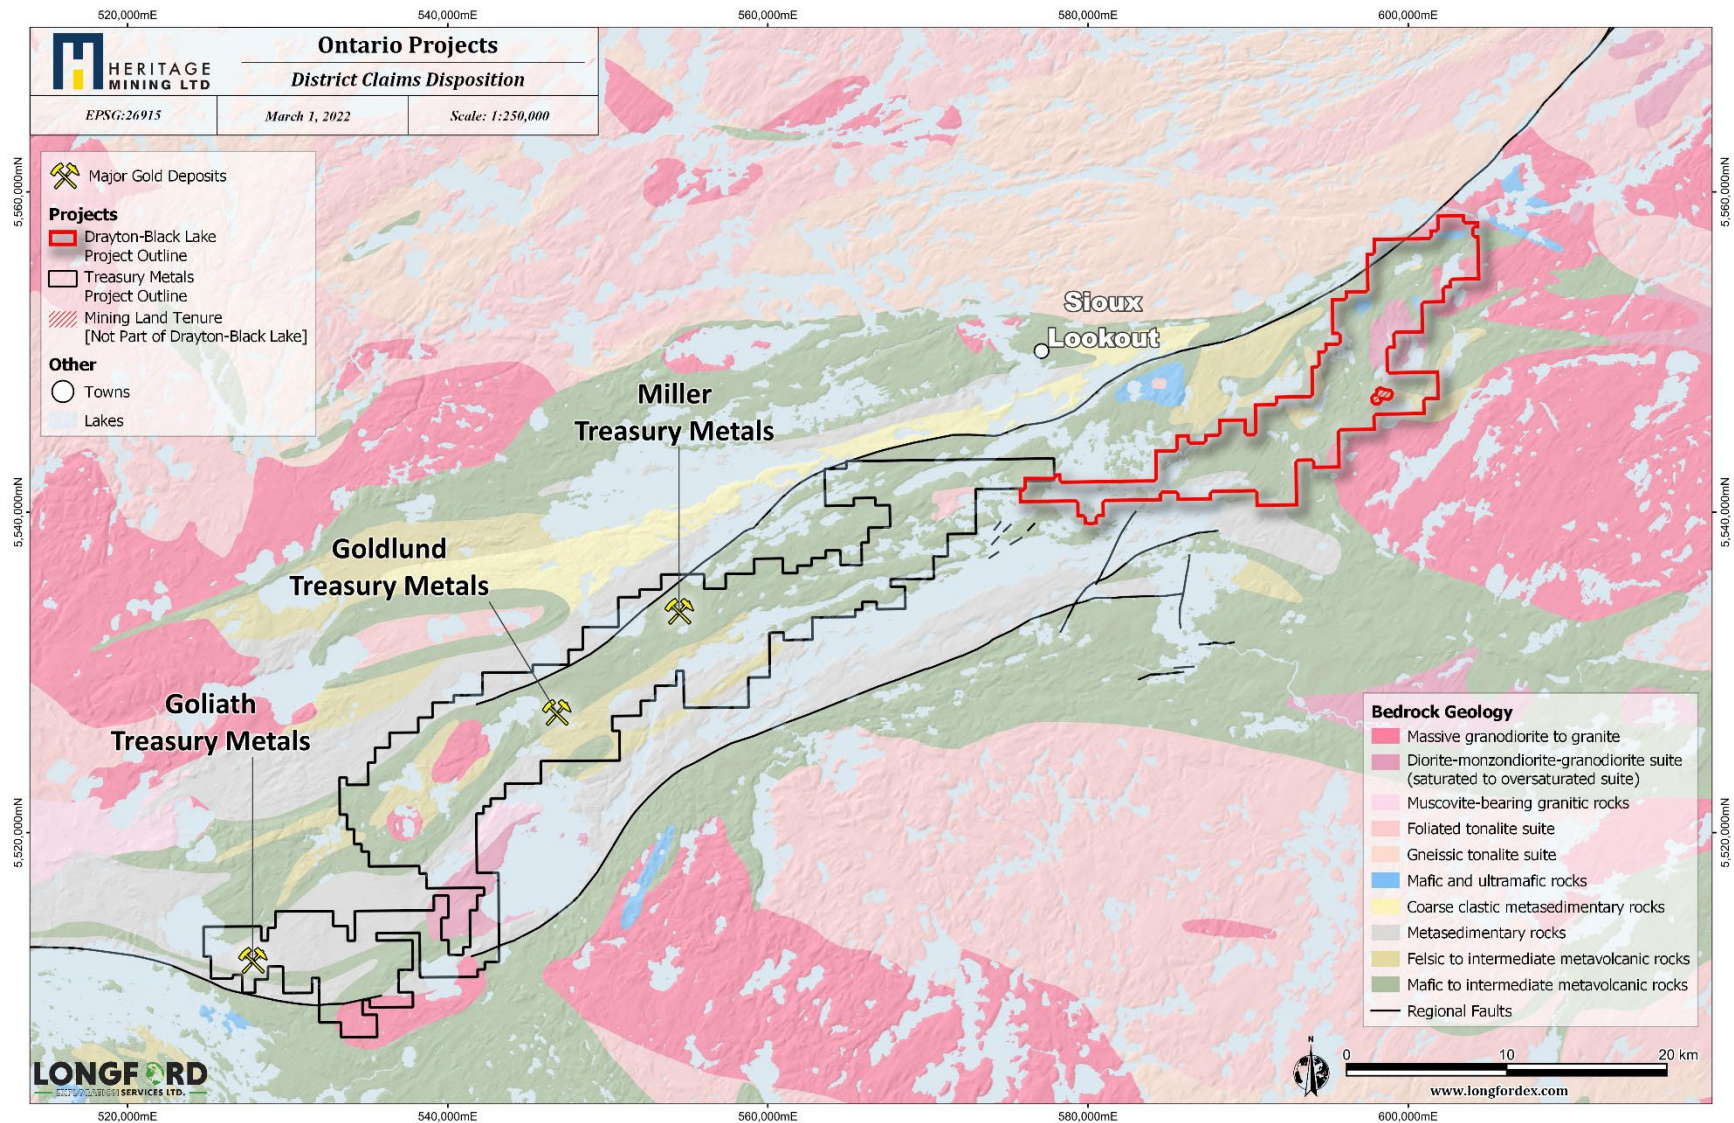 520,000mE 540,000mE 560,000mE 580,000mE 600,000mE
HERITAGE
MINING LTD
Ontario Projects
District Claims Disposition
EPSG:26915 March 1, 2022 Scale: 1:250,000
5,560,000mN
5,560,000mN
Major Gold Deposits
Projects
Drayton-Black Lake
Project Outline
Treasury Metals
Project Outline
Mining Land Tenure
[Not Part of Drayton-Black Lake]
Other
Towns
Lakes
Sioux
Lookout
Miller
Treasury Metals
5,540,000mN
5,540,000mN
Goldlund
Treasury Metals
Goliath
Treasury Metals
Bedrock Geology
Massive granodiorite to granite
Diorite-monzondiorite-granodiorite suite
(saturated to oversaturated suite)
Muscovite-bearing granitic rocks
Foliated tonalite suite
Gneissic tonalite suite
Mafic and ultramafic rocks
Coarse clastic metasedimentary rocks
Metasedimentary rocks
Felsic to intermediate metavolcanic rocks
Mafic to intermediate metavolcanic rocks
Regional Faults
5,520,000mN
5,520,000mN
LONGFORD
EXPLORATION SERVICES LTD.
N
0 10 20 km
www.longfordex.com
520,000mE 540,000mE 560,000mE 580,000mE 600,000mE